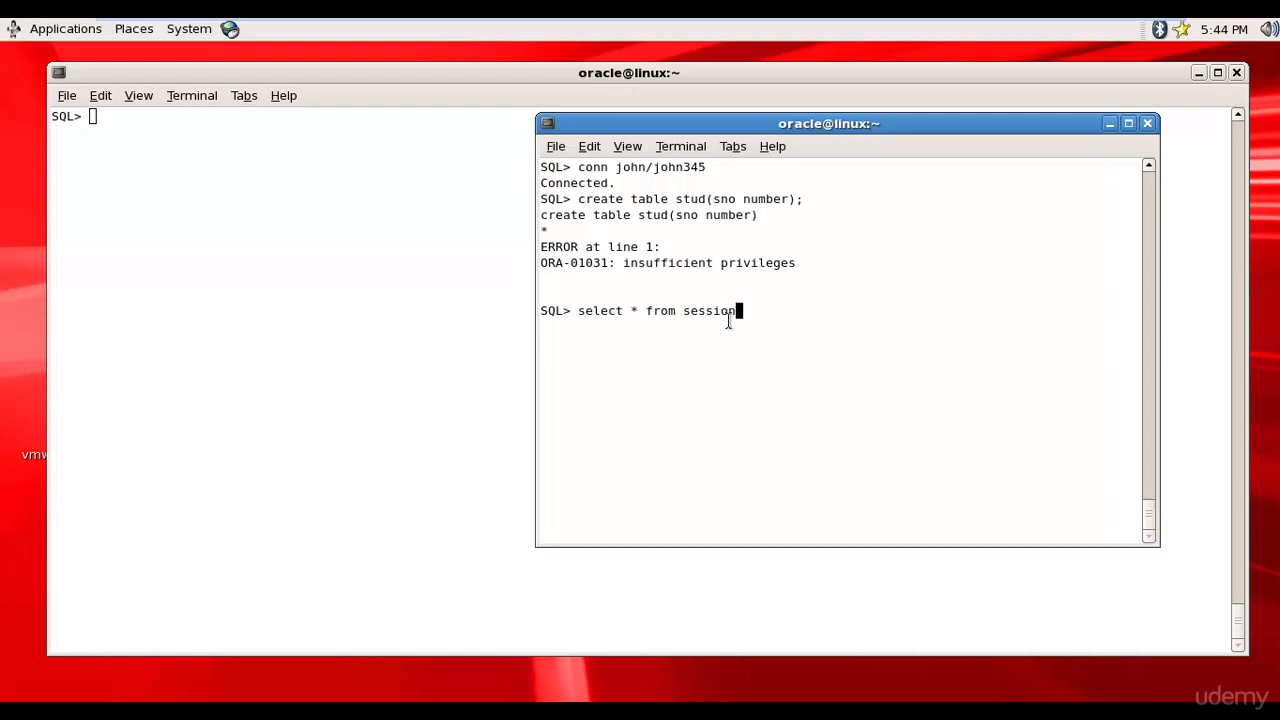 Applications Places System 5:44 PM
oracle@linux:~
File Edit View Terminal Tabs Help
SQL>
oracle@linux:~
File Edit View Terminal Tabs Help
SQL> conn john/john345
Connected.
SQL> create table stud(sno number);
create table stud(sno number)
*
ERROR at line 1:
ORA-01031: insufficient privileges
SQL> select * from session
vmw
udemy